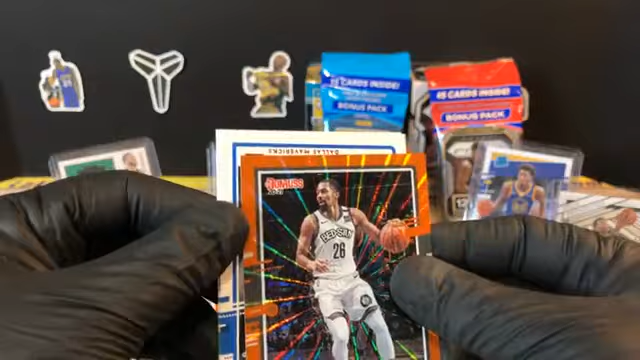 15 CARDS INSIDE!
BONUS PACK
15 CARDS INSIDE!
BONUS PACK
DALLAS MAVERICKS
DONRUSS
BED-STUY
26